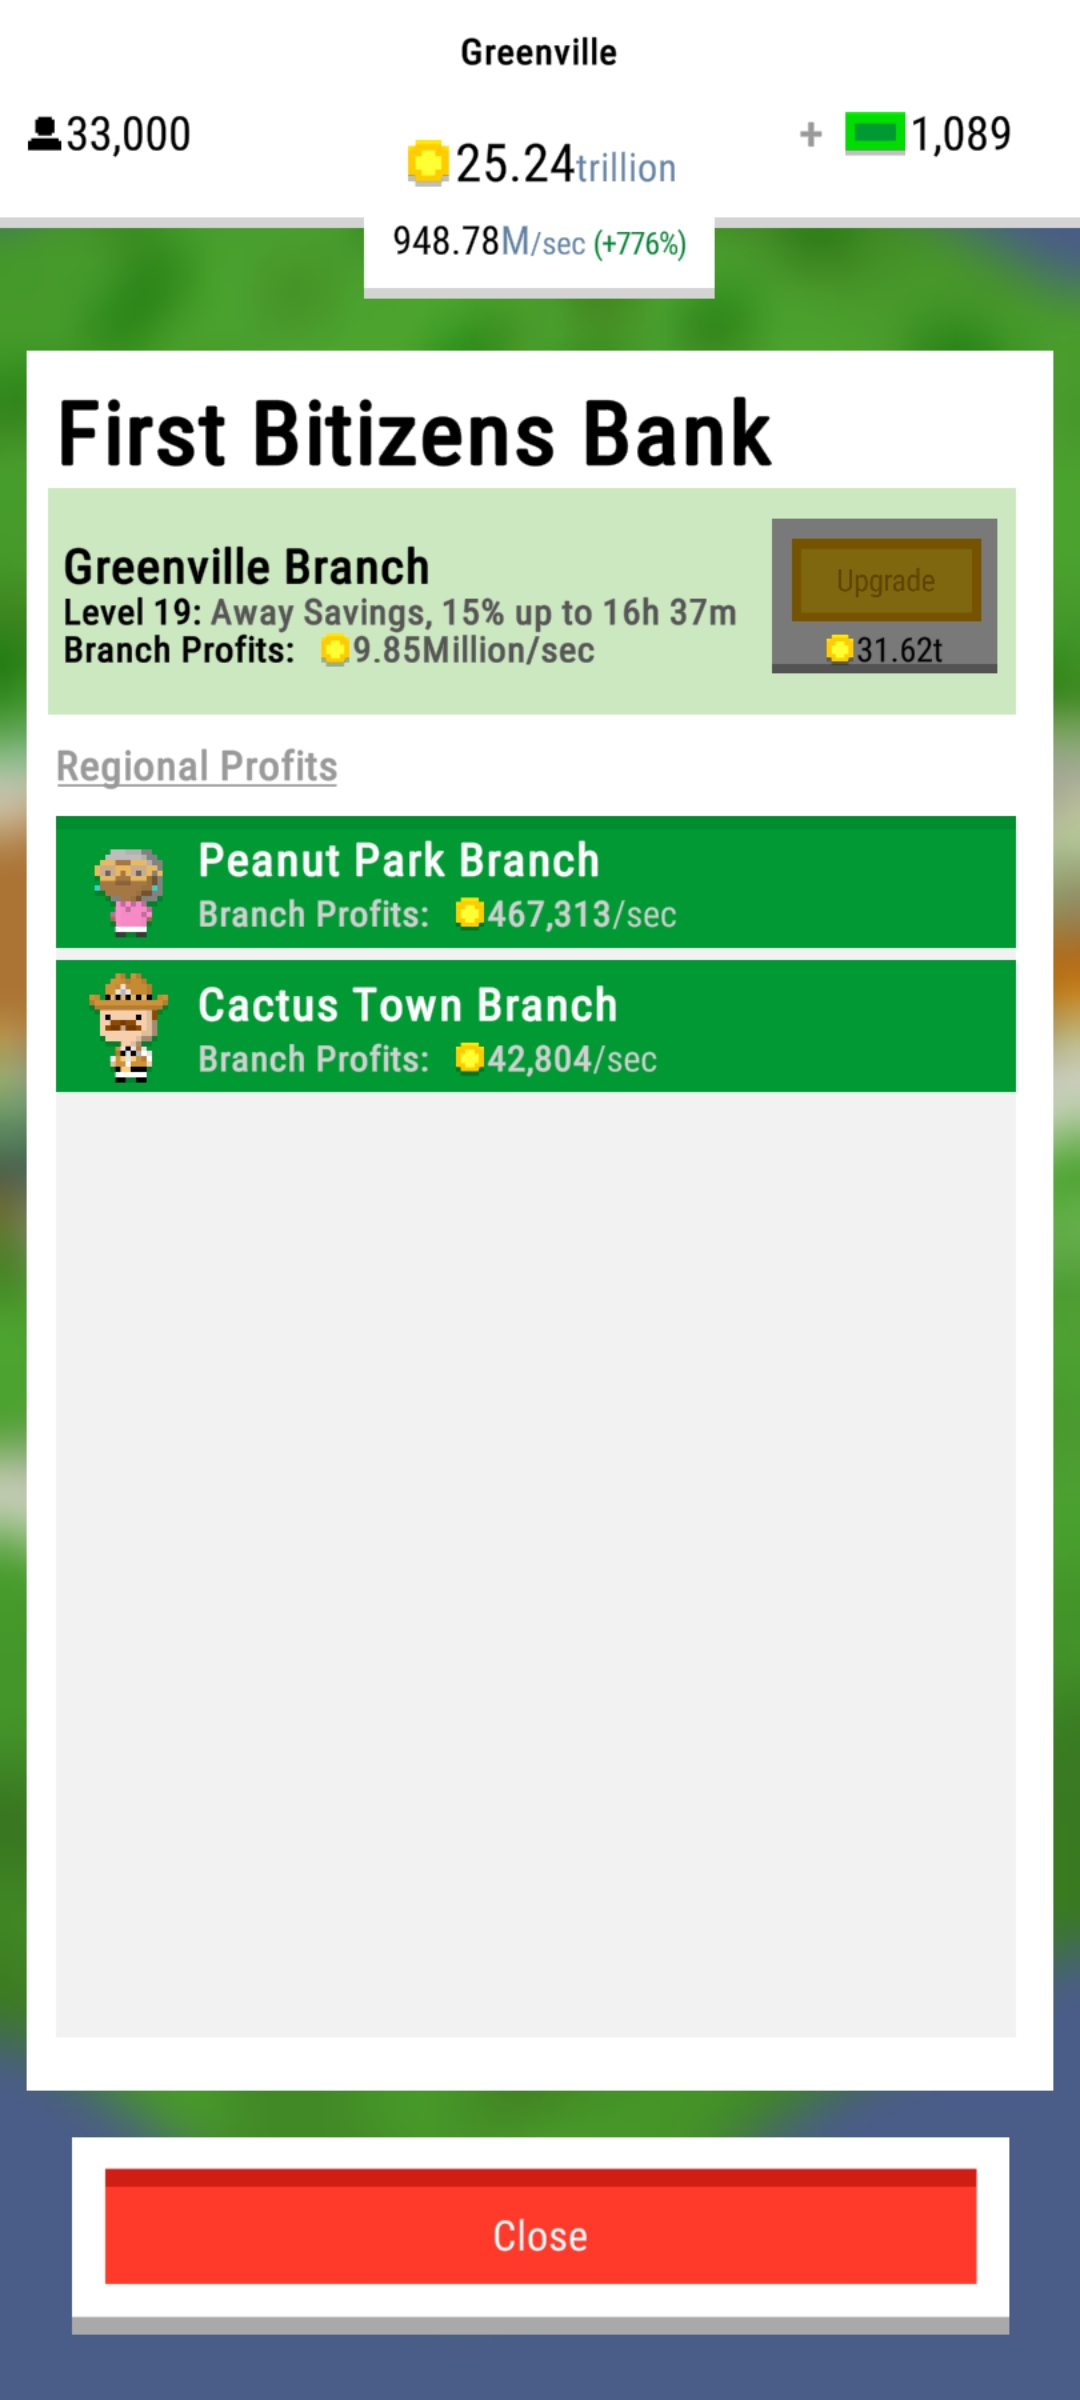 Greenville
33,000
25.24trillion
+ 1,089
948.78M/sec (+776%)
First Bitizens Bank
Greenville Branch
Level 19: Away Savings, 15% up to 16h 37m
Branch Profits: 9.85Million/sec
Upgrade
31.62t
Regional Profits
Peanut Park Branch
Branch Profits: 467,313/sec
Cactus Town Branch
Branch Profits: 42,804/sec
Close